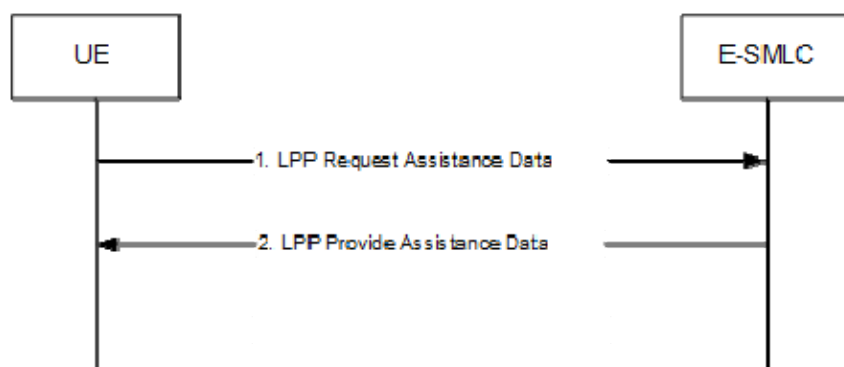 UE
E-SMLC
1. LPP Request Assistance Data
2. LPP Provide Assistance Data